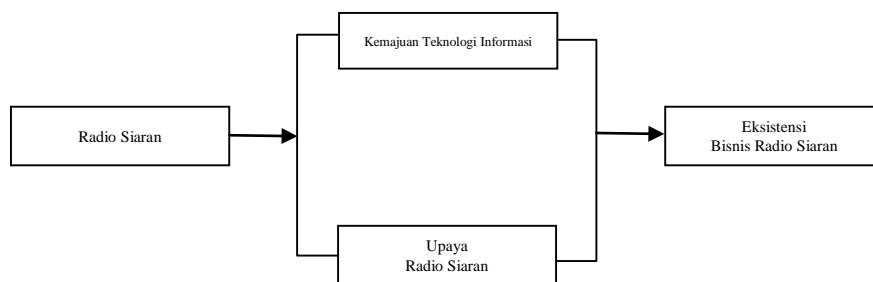 Kemajuan Teknologi Informasi
Radio Siaran
Eksistensi
Bisnis Radio Siaran
Upaya
Radio Siaran